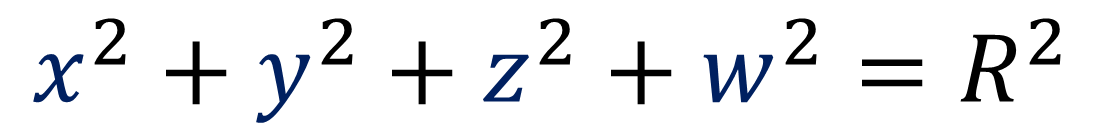 x² + y² + z² + w² = R²